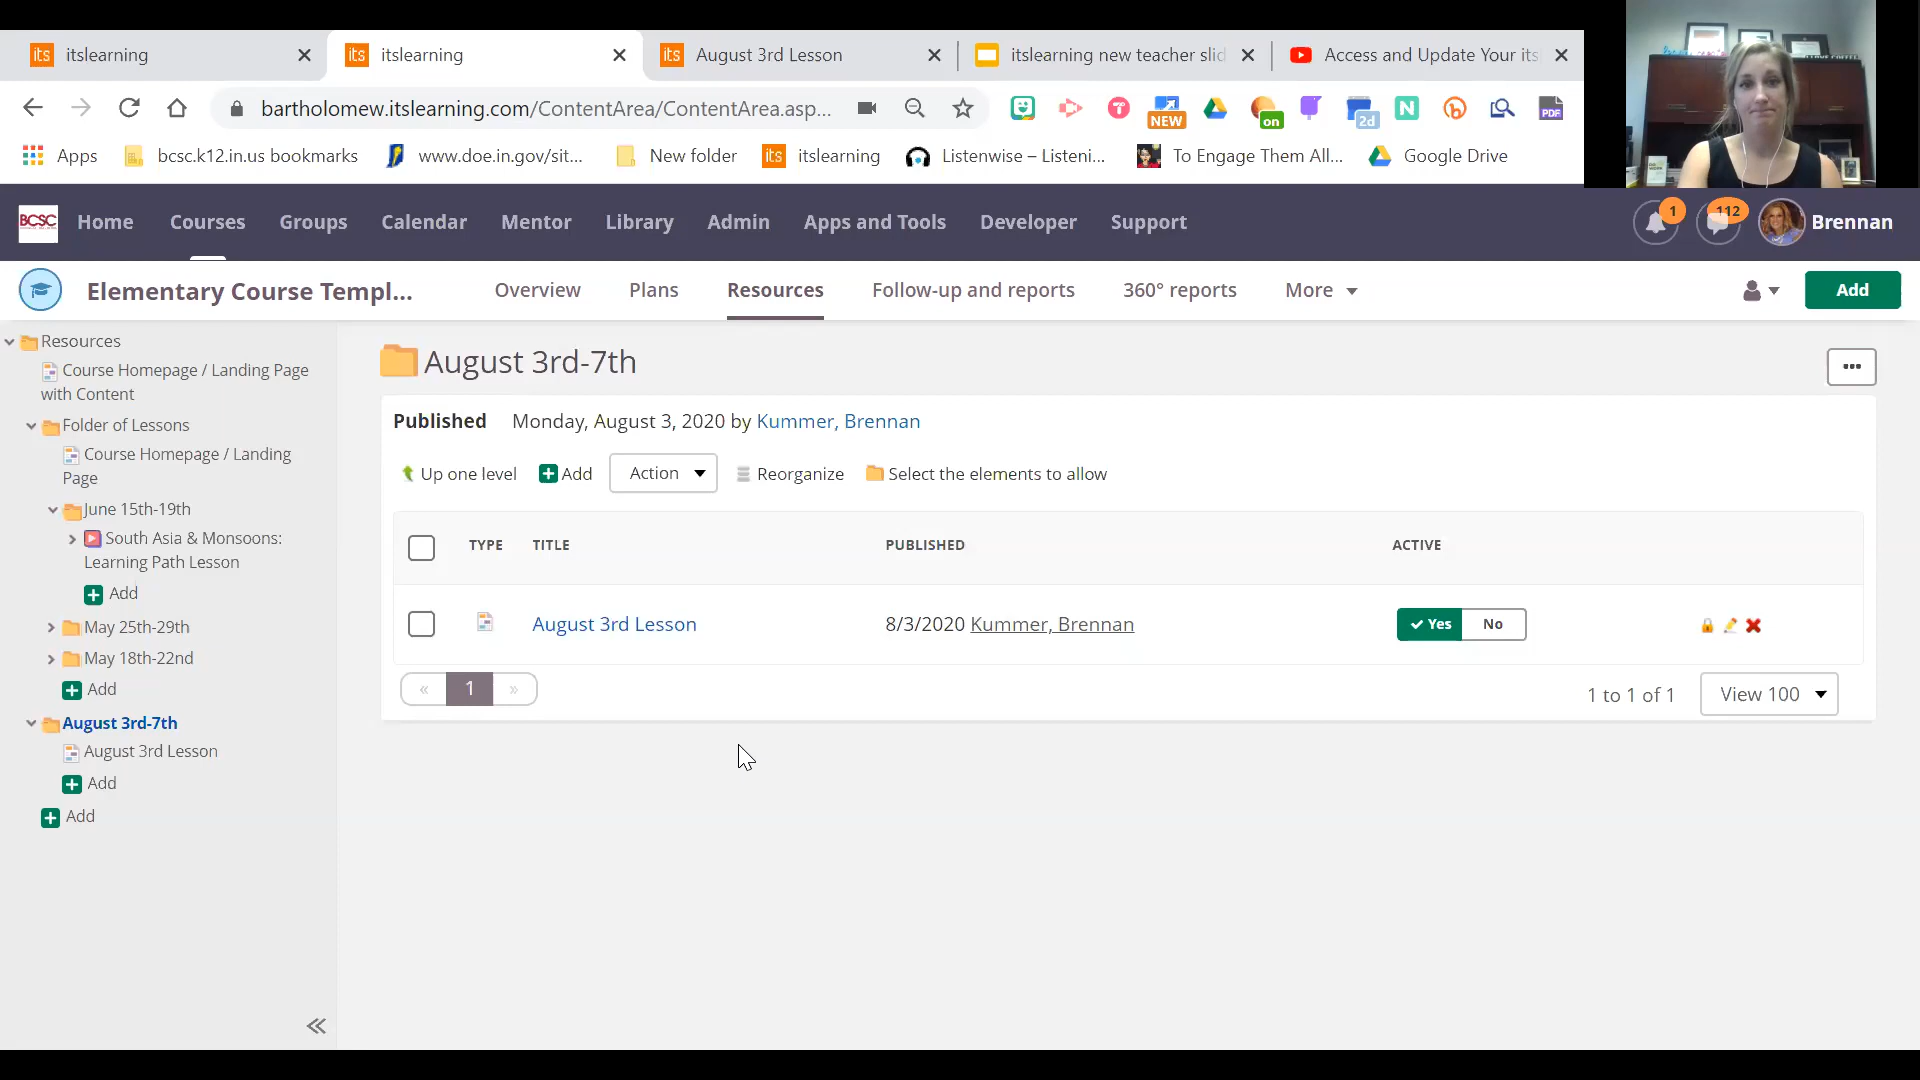 its itslearning
its itslearning
its August 3rd Lesson
itslearning new teacher slid
Access and Update Your its
bartholomew.itslearning.com/ContentArea/ContentArea.asp...
NEW
on
2d
N
PDF
Apps
bcsc.k12.in.us bookmarks
www.doe.in.gov/sit...
New folder
its itslearning
Listenwise – Listeni...
To Engage Them All...
Google Drive
BCSC
Home
Courses
Groups
Calendar
Mentor
Library
Admin
Apps and Tools
Developer
Support
1
112
Brennan
Elementary Course Templ...
Overview
Plans
Resources
Follow-up and reports
360° reports
More
Add
Resources
Course Homepage / Landing Page
with Content
Folder of Lessons
Course Homepage / Landing
Page
June 15th-19th
South Asia & Monsoons:
Learning Path Lesson
Add
May 25th-29th
May 18th-22nd
Add
August 3rd-7th
August 3rd Lesson
Add
Add
August 3rd-7th
Published Monday, August 3, 2020 by Kummer, Brennan
Up one level
Add
Action
Reorganize
Select the elements to allow
TYPE TITLE PUBLISHED ACTIVE
August 3rd Lesson 8/3/2020 Kummer, Brennan Yes No
« 1 »
1 to 1 of 1
View 100